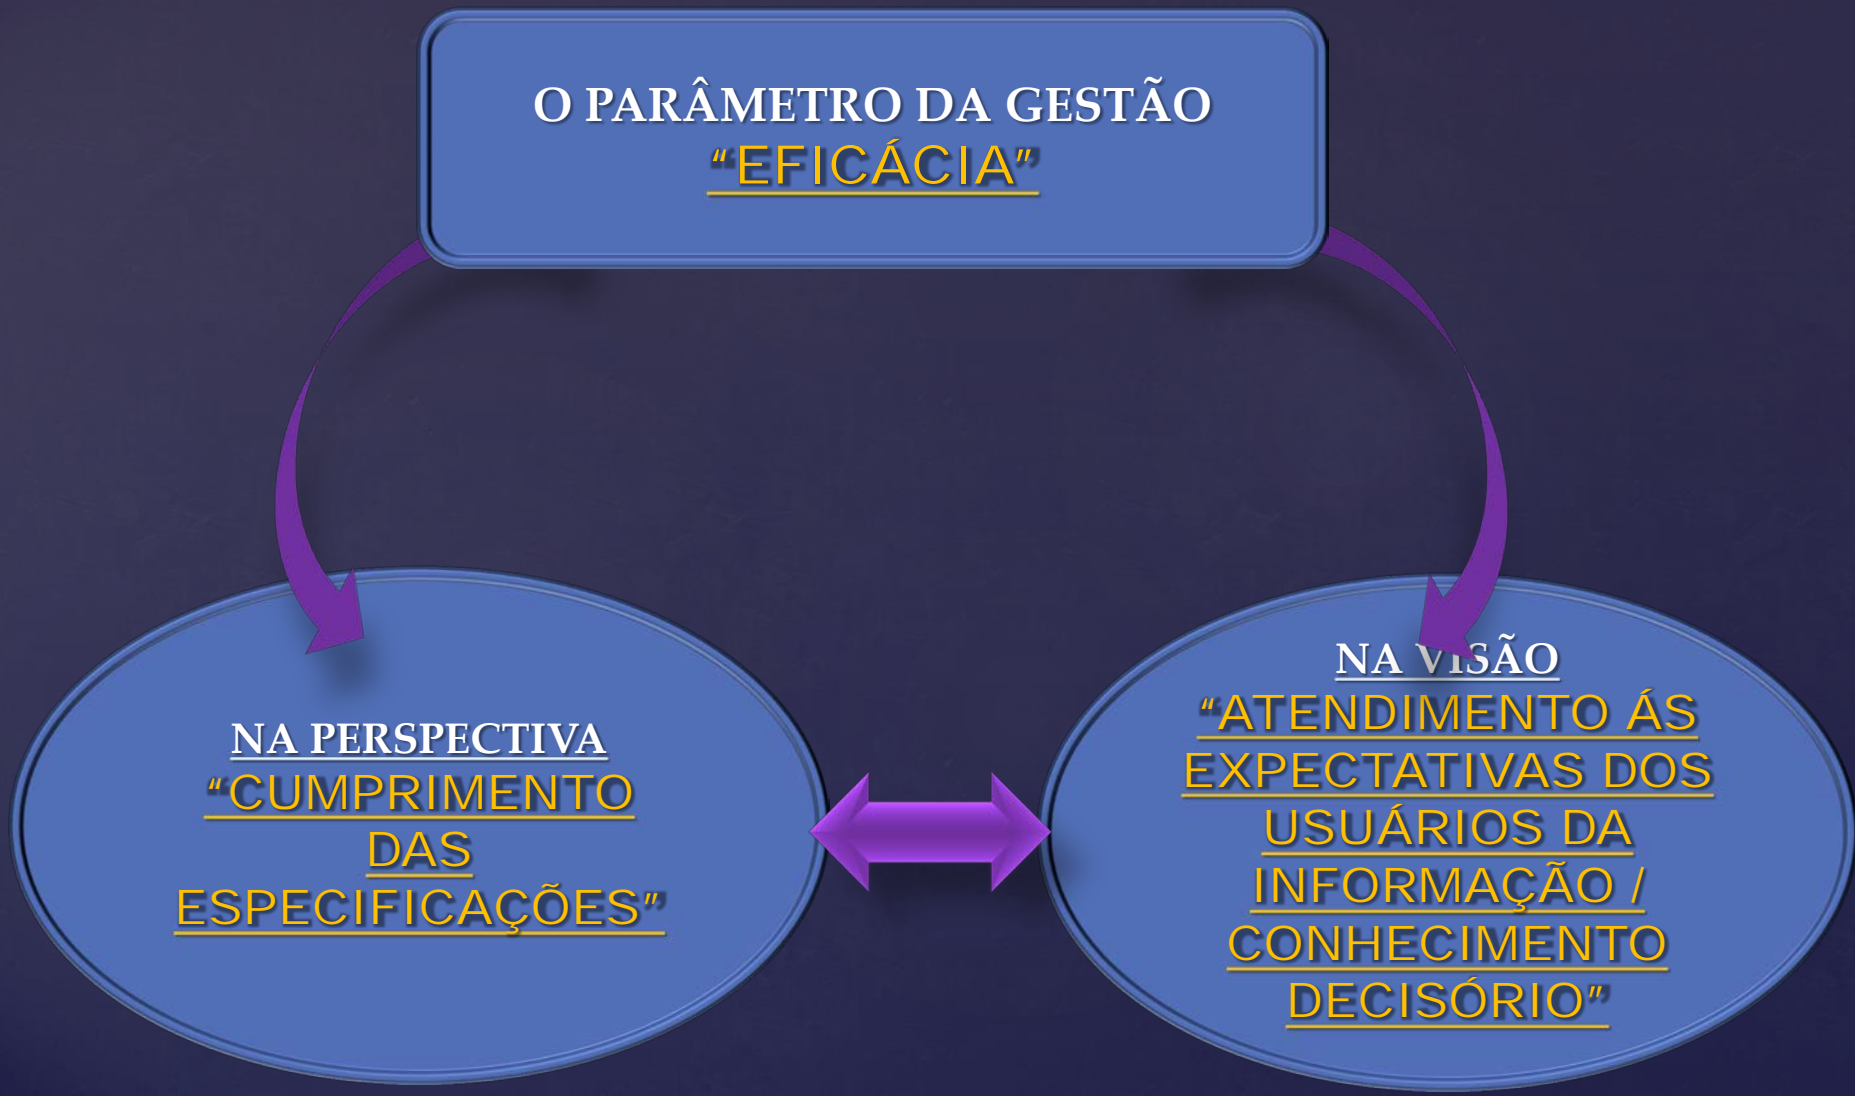 O PARÂMETRO DA GESTÃO
“EFICÁCIA”
NA PERSPECTIVA
“CUMPRIMENTO
DAS
ESPECIFICAÇÕES”
NA VISÃO
“ATENDIMENTO ÁS
EXPECTATIVAS DOS
USUÁRIOS DA
INFORMAÇÃO /
CONHECIMENTO
DECISÓRIO”